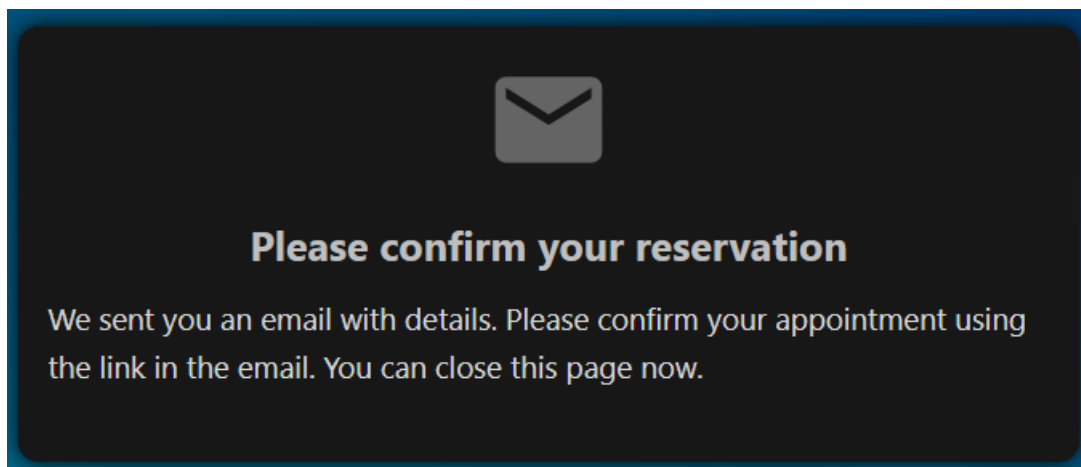 Please confirm your reservation
We sent you an email with details. Please confirm your appointment using
the link in the email. You can close this page now.